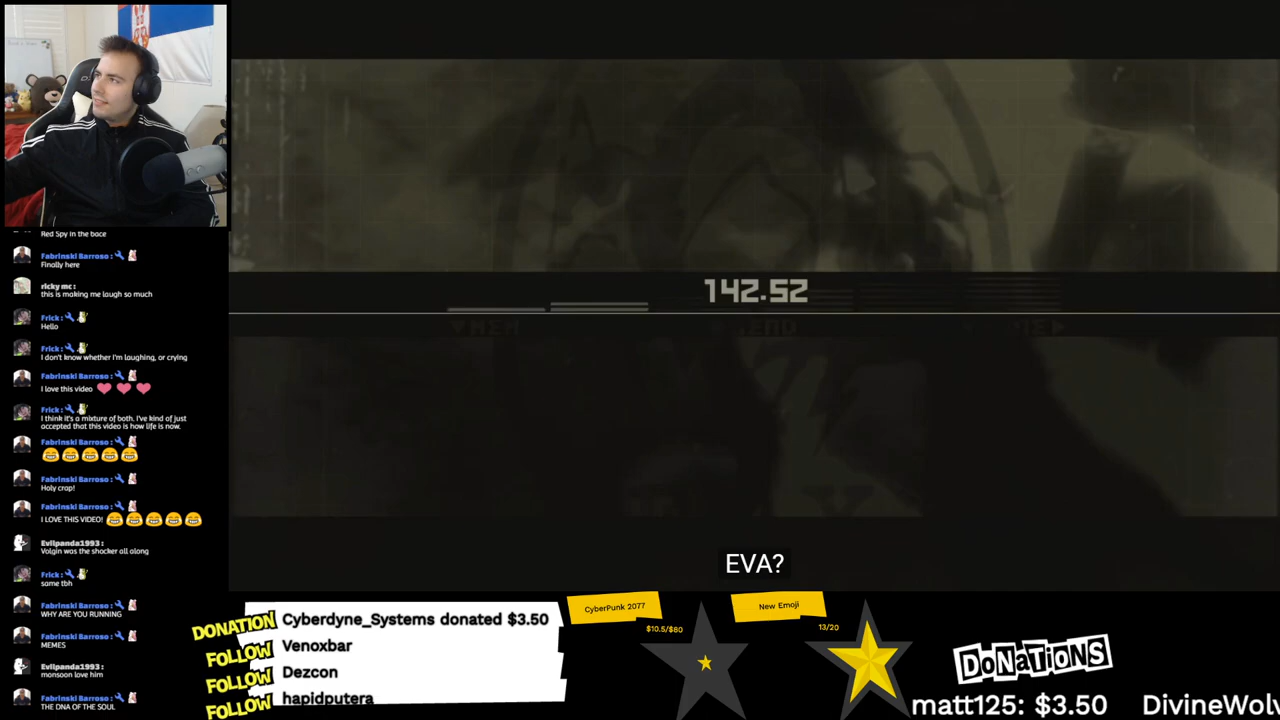 Red Spy in the bace
Fabrinski Barroso :
Finally here
ricky mc :
this is making me laugh so much
Frick :
Hello
Frick :
I don't know whether I'm laughing, or crying
Fabrinski Barroso :
I love this video
Frick :
I think it's a mixture of both. I've kind of just
accepted that this video is how life is now.
Fabrinski Barroso :
Fabrinski Barroso :
Holy crap!
Fabrinski Barroso :
I LOVE THIS VIDEO!
Evilpanda1993 :
Volgin was the shocker all along
Frick :
same tbh
Fabrinski Barroso :
WHY ARE YOU RUNNING
Fabrinski Barroso :
MEMES
Evilpanda1993 :
monsoon love him
Fabrinski Barroso :
THE DNA OF THE SOUL
142.52
EVA?
DONATION Cyberdyne_Systems donated $3.50
FOLLOW Venoxbar
FOLLOW Dezcon
FOLLOW hapidputera
CyberPunk 2077
$10.5/$80
New Emoji
13/20
DONATIONS
matt125: $3.50 DivineWolv